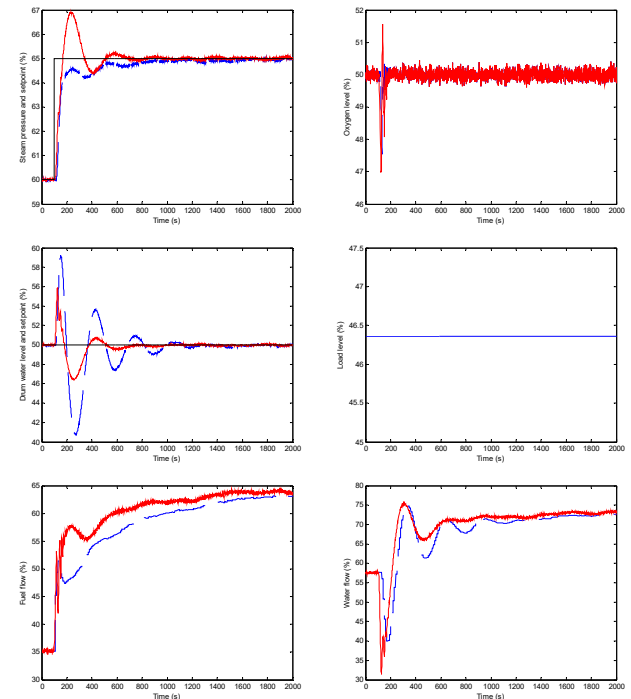 67
66
65
64
63
62
61
60
59
Steam pressure and setpoint (%)
0 200 400 600 800 1000 1200 1400 1600 1800 2000
Time (s)
52
51
50
49
48
47
46
Oxygen level (%)
0 200 400 600 800 1000 1200 1400 1600 1800 2000
Time (s)
60
58
56
54
52
50
48
46
44
42
40
Drum water level and setpoint (%)
0 200 400 600 800 1000 1200 1400 1600 1800 2000
Time (s)
47.5
47
46.5
46
45.5
45
Load level (%)
0 200 400 600 800 1000 1200 1400 1600 1800 2000
Time (s)
65
60
55
50
45
40
35
30
Fuel flow (%)
0 200 400 600 800 1000 1200 1400 1600 1800 2000
Time (s)
80
75
70
65
60
55
50
45
40
35
30
Water flow (%)
0 200 400 600 800 1000 1200 1400 1600 1800 2000
Time (s)